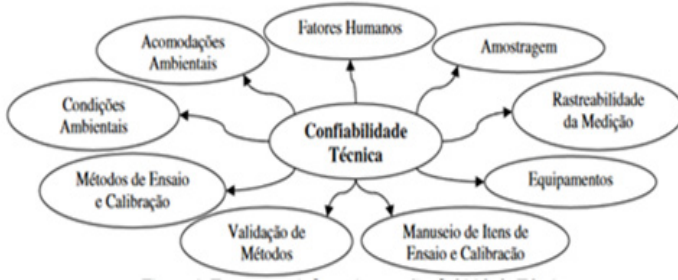 Fatores Humanos
Acomodações
Ambientais
Amostragem
Condições
Ambientais
Rastreabilidade
da Medição
Confiabilidade
Técnica
Métodos de Ensaio
e Calibração
Equipamentos
Validação de
Métodos
Manuseio de Itens de
Ensaio e Calibração